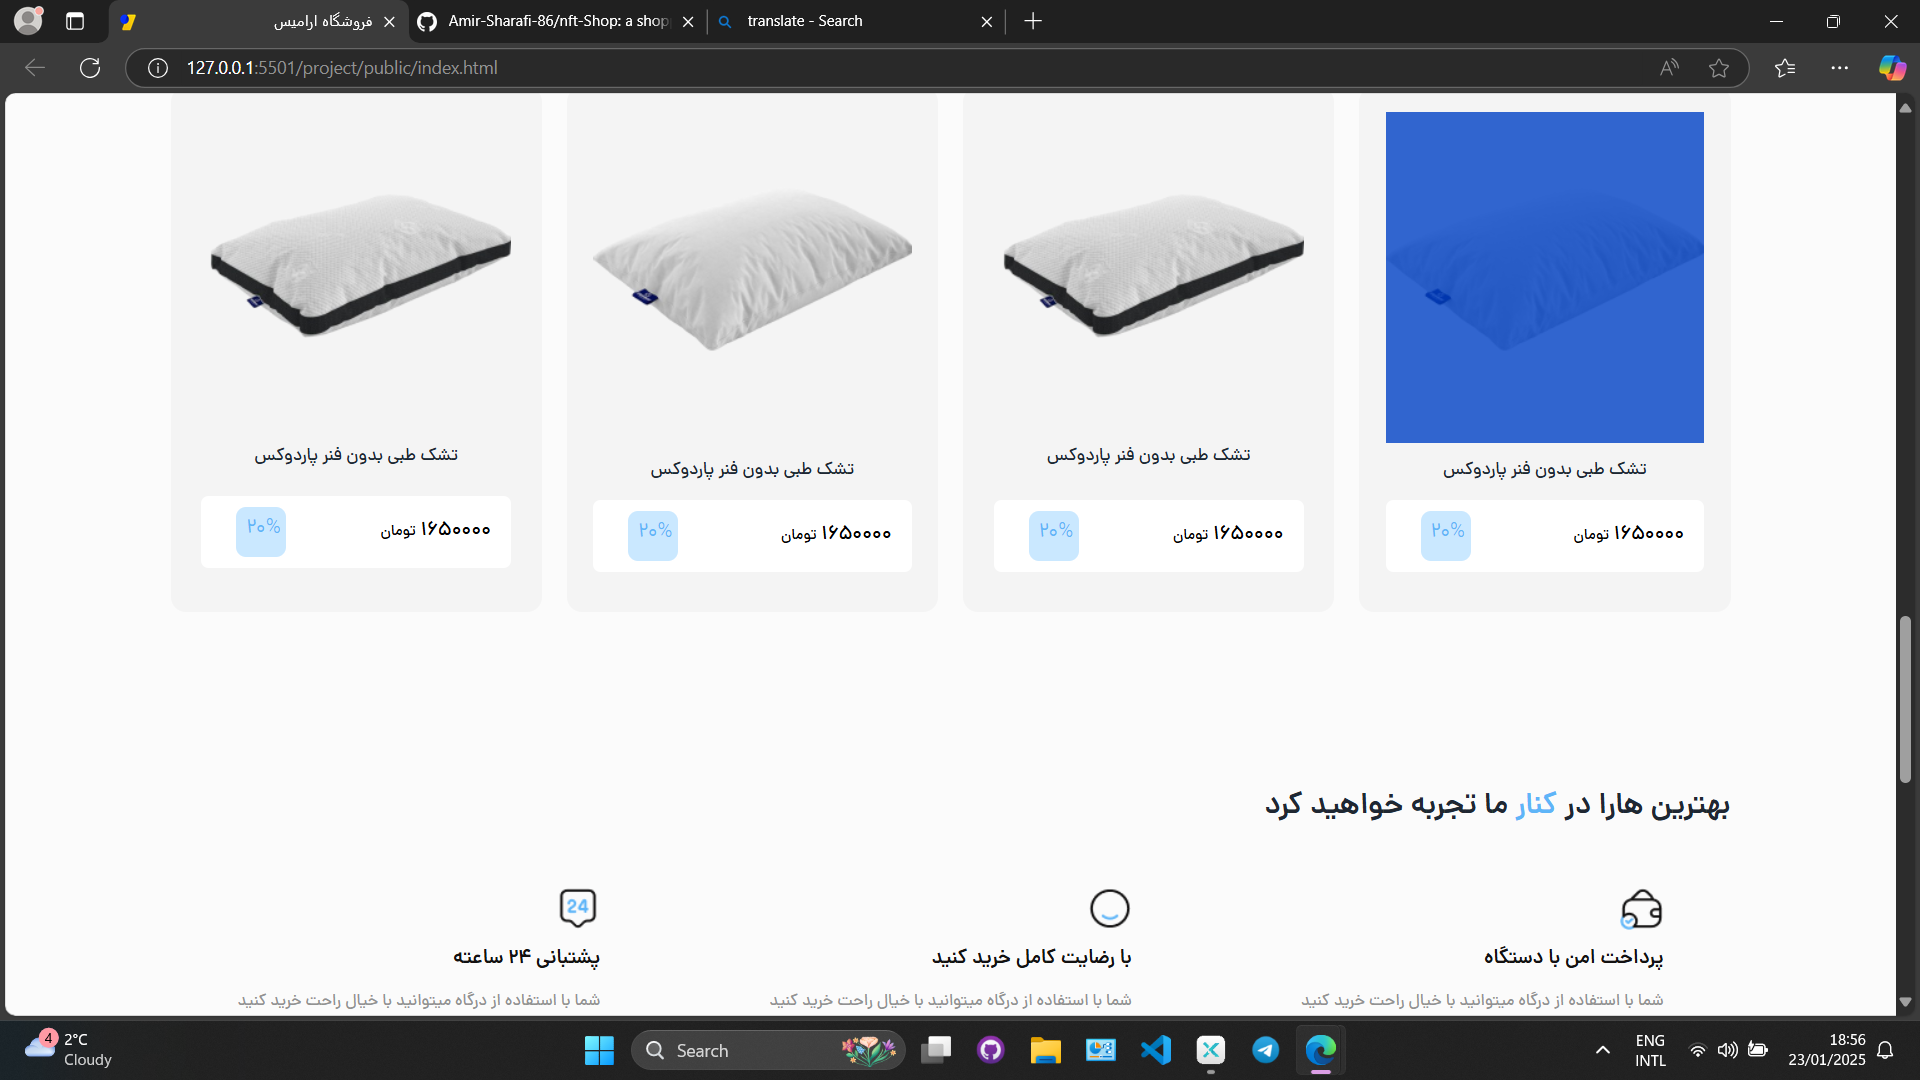 فروشگاه ارامیس
Amir-Sharafi-86/nft-Shop: a shop
translate - Search
127.0.0.1:5501/project/public/index.html
تشک طبی بدون فنر پاردوکس
۱۶۵۰۰۰۰ تومان
۲۰%
تشک طبی بدون فنر پاردوکس
۱۶۵۰۰۰۰ تومان
۲۰%
تشک طبی بدون فنر پاردوکس
۱۶۵۰۰۰۰ تومان
۲۰%
تشک طبی بدون فنر پاردوکس
۱۶۵۰۰۰۰ تومان
۲۰%
بهترین هارا در کنار ما تجربه خواهید کرد
پرداخت امن با دستگاه
شما با استفاده از درگاه میتوانید با خیال راحت خرید کنید
با رضایت کامل خرید کنید
شما با استفاده از درگاه میتوانید با خیال راحت خرید کنید
24
پشتبانی ۲۴ ساعته
شما با استفاده از درگاه میتوانید با خیال راحت خرید کنید
4
2°C
Cloudy
Search
ENG
INTL
18:56
23/01/2025